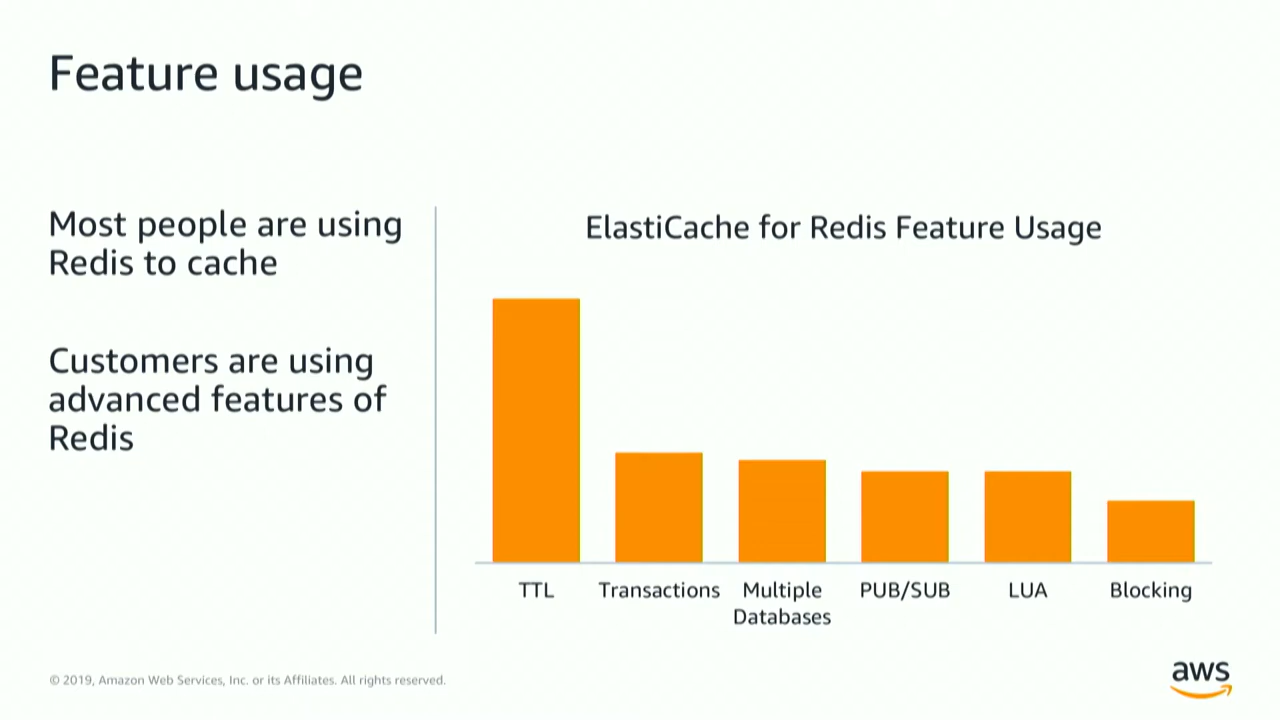 Feature usage
Most people are using
Redis to cache
Customers are using
advanced features of
Redis
ElastiCache for Redis Feature Usage
TTL
Transactions
Multiple
Databases
PUB/SUB
LUA
Blocking
© 2019, Amazon Web Services, Inc. or its Affiliates. All rights reserved.
aws